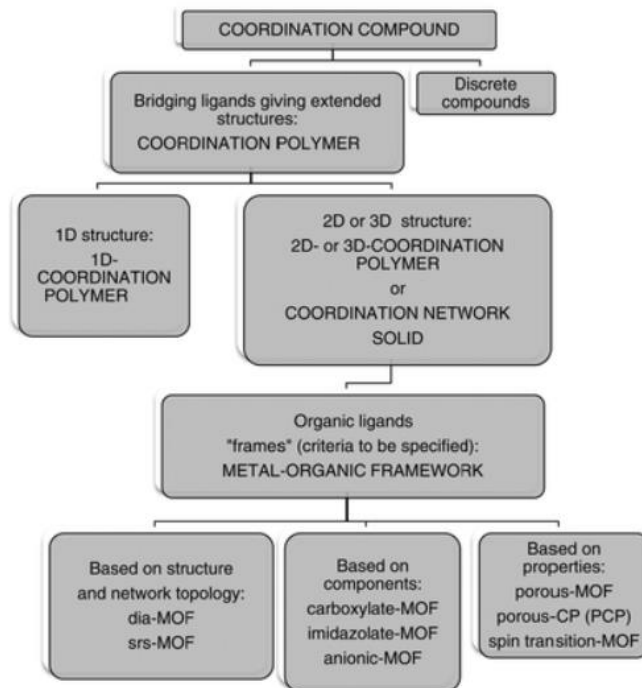 COORDINATION COMPOUND
Bridging ligands giving extended
structures:
COORDINATION POLYMER
Discrete
compounds
1D structure:
1D-
COORDINATION
POLYMER
2D or 3D structure:
2D- or 3D-COORDINATION
POLYMER
or
COORDINATION NETWORK
SOLID
Organic ligands
"frames" (criteria to be specified):
METAL-ORGANIC FRAMEWORK
Based on structure
and network topology:
dia-MOF
srs-MOF
Based on
components:
carboxylate-MOF
imidazolate-MOF
anionic-MOF
Based on
properties:
porous-MOF
porous-CP (PCP)
spin transition-MOF